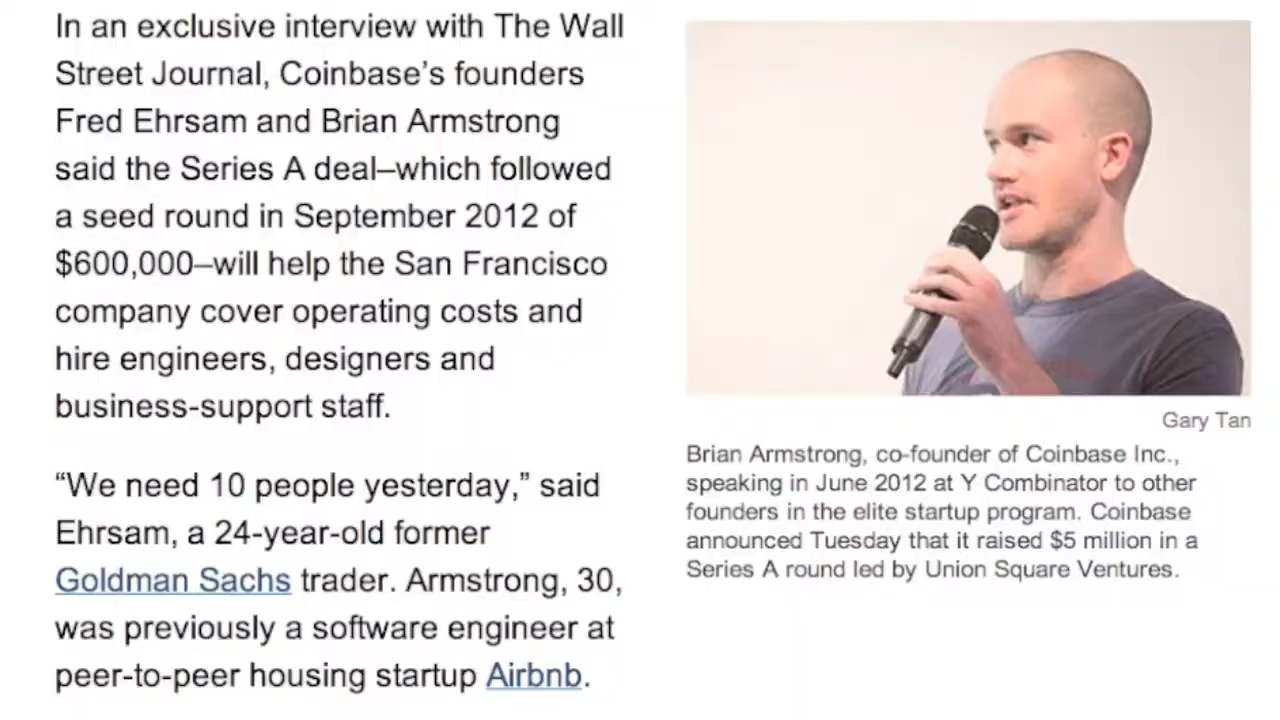 In an exclusive interview with The Wall
Street Journal, Coinbase’s founders
Fred Ehrsam and Brian Armstrong
said the Series A deal–which followed
a seed round in September 2012 of
$600,000–will help the San Francisco
company cover operating costs and
hire engineers, designers and
business-support staff.
“We need 10 people yesterday,” said
Ehrsam, a 24-year-old former
Goldman Sachs trader. Armstrong, 30,
was previously a software engineer at
peer-to-peer housing startup Airbnb.
Gary Tan
Brian Armstrong, co-founder of Coinbase Inc.,
speaking in June 2012 at Y Combinator to other
founders in the elite startup program. Coinbase
announced Tuesday that it raised $5 million in a
Series A round led by Union Square Ventures.